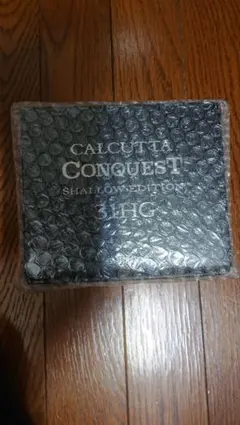 CALCUTTA
CONQUEST
SHALLOW EDITION
31HG